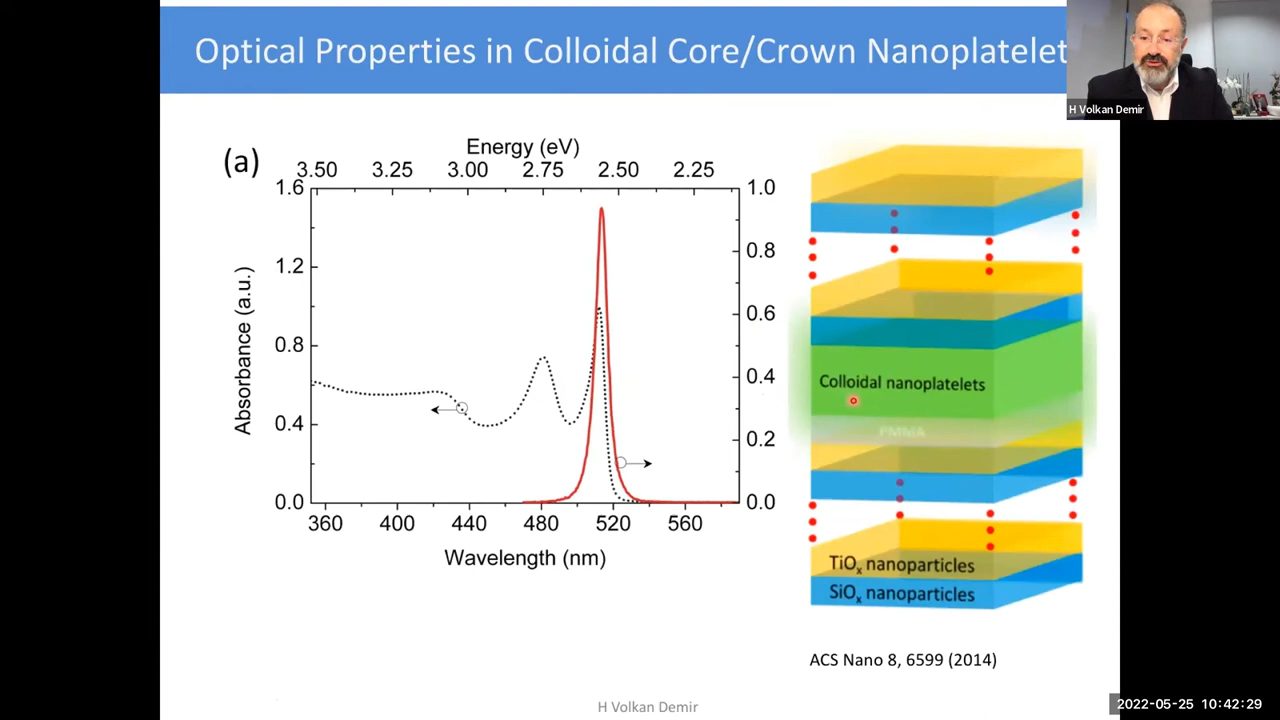 Optical Properties in Colloidal Core/Crown Nanoplatelet
H Volkan Demir
(a)
Energy (eV)
3.50 3.25 3.00 2.75 2.50 2.25
1.6 1.0
1.2 0.8
0.8 0.6
0.4 0.4
0.0 0.2
0.0
Absorbance (a.u.)
360 400 440 480 520 560
Wavelength (nm)
Colloidal nanoplatelets
PMMA
TiOx nanoparticles
SiOx nanoparticles
ACS Nano 8, 6599 (2014)
H Volkan Demir
2022-05-25 10:42:29